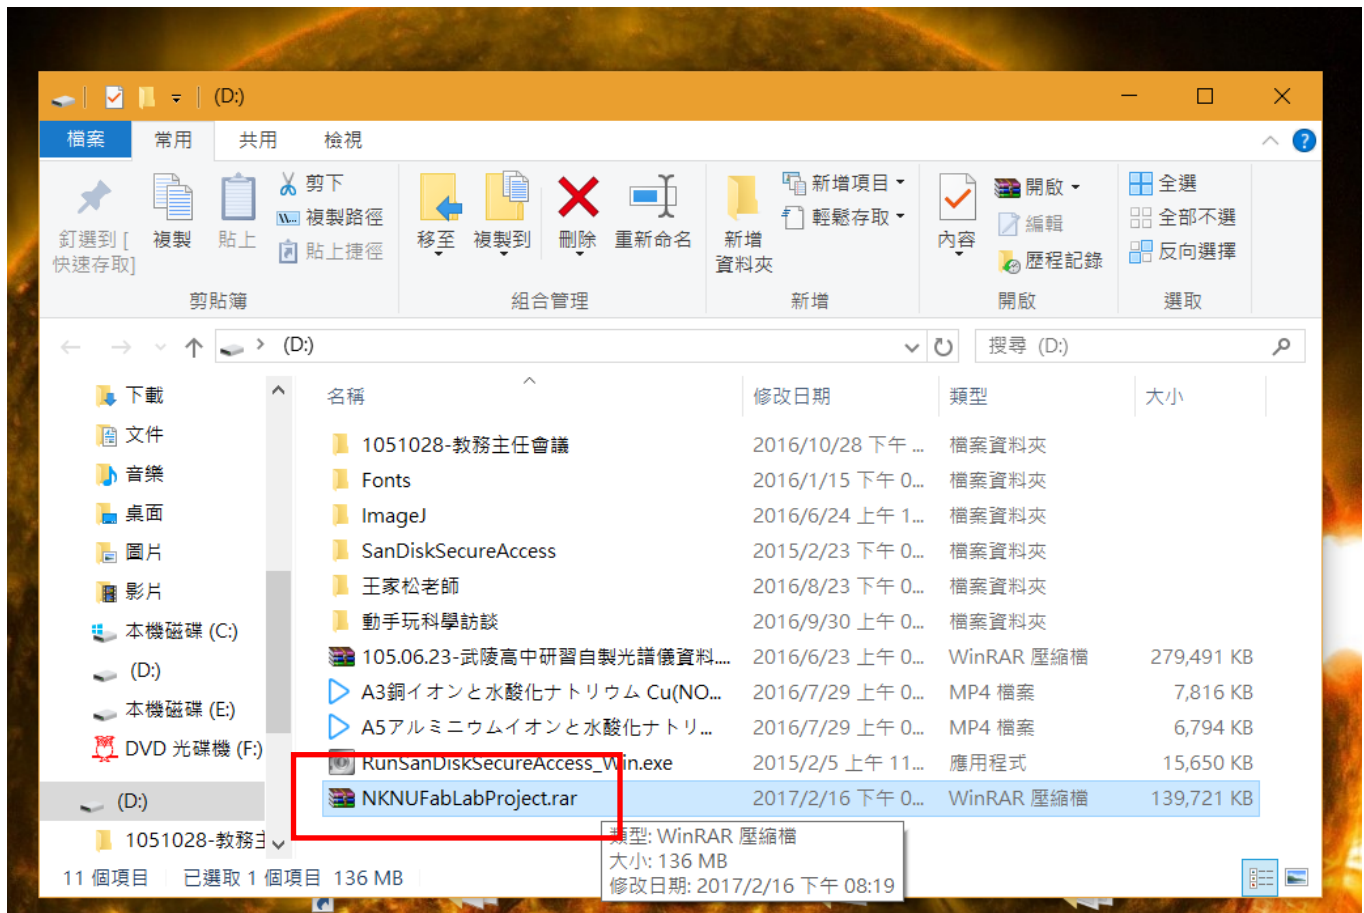 (D:)
檔案 常用 共用 檢視
釘選到 [
快速存取]
複製
貼上
剪下
複製路徑
貼上捷徑
移至
複製到
刪除
重新命名
新增
資料夾
新增項目
輕鬆存取
內容
開啟
編輯
歷程記錄
全選
全部不選
反向選擇
剪貼簿 組合管理 新增 開啟 選取
(D:)
搜尋 (D:)
下載
文件
音樂
桌面
圖片
影片
本機磁碟 (C:)
(D:)
本機磁碟 (E:)
DVD 光碟機 (F:)
(D:)
1051028-教務主
名稱 修改日期 類型 大小
1051028-教務主任會議 2016/10/28 下午 ... 檔案資料夾
Fonts 2016/1/15 下午 0... 檔案資料夾
ImageJ 2016/6/24 上午 1... 檔案資料夾
SanDiskSecureAccess 2015/2/23 下午 0... 檔案資料夾
王家松老師 2016/8/23 下午 0... 檔案資料夾
動手玩科學訪談 2016/9/30 上午 0... 檔案資料夾
105.06.23-武陵高中研習自製光譜儀資料.... 2016/6/23 上午 0... WinRAR 壓縮檔 279,491 KB
A3銅イオンと水酸化ナトリウム Cu(NO... 2016/7/29 上午 0... MP4 檔案 7,816 KB
A5アルミニウムイオンと水酸化ナトリ... 2016/7/29 上午 0... MP4 檔案 6,794 KB
RunSanDiskSecureAccess_Win.exe 2015/2/5 上午 11... 應用程式 15,650 KB
NKNUFabLabProject.rar 2017/2/16 下午 0... WinRAR 壓縮檔 139,721 KB
類型: WinRAR 壓縮檔
大小: 136 MB
修改日期: 2017/2/16 下午 08:19
11 個項目 已選取 1 個項目 136 MB